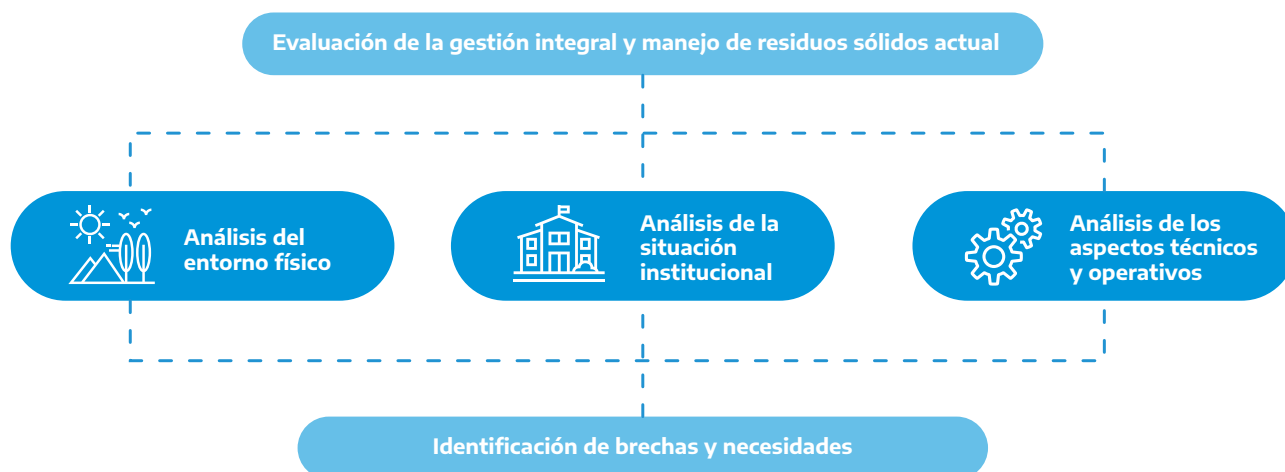 Evaluación de la gestión integral y manejo de residuos sólidos actual
Análisis del
entorno físico
Análisis de la
situación
institucional
Análisis de los
aspectos técnicos
y operativos
Identificación de brechas y necesidades